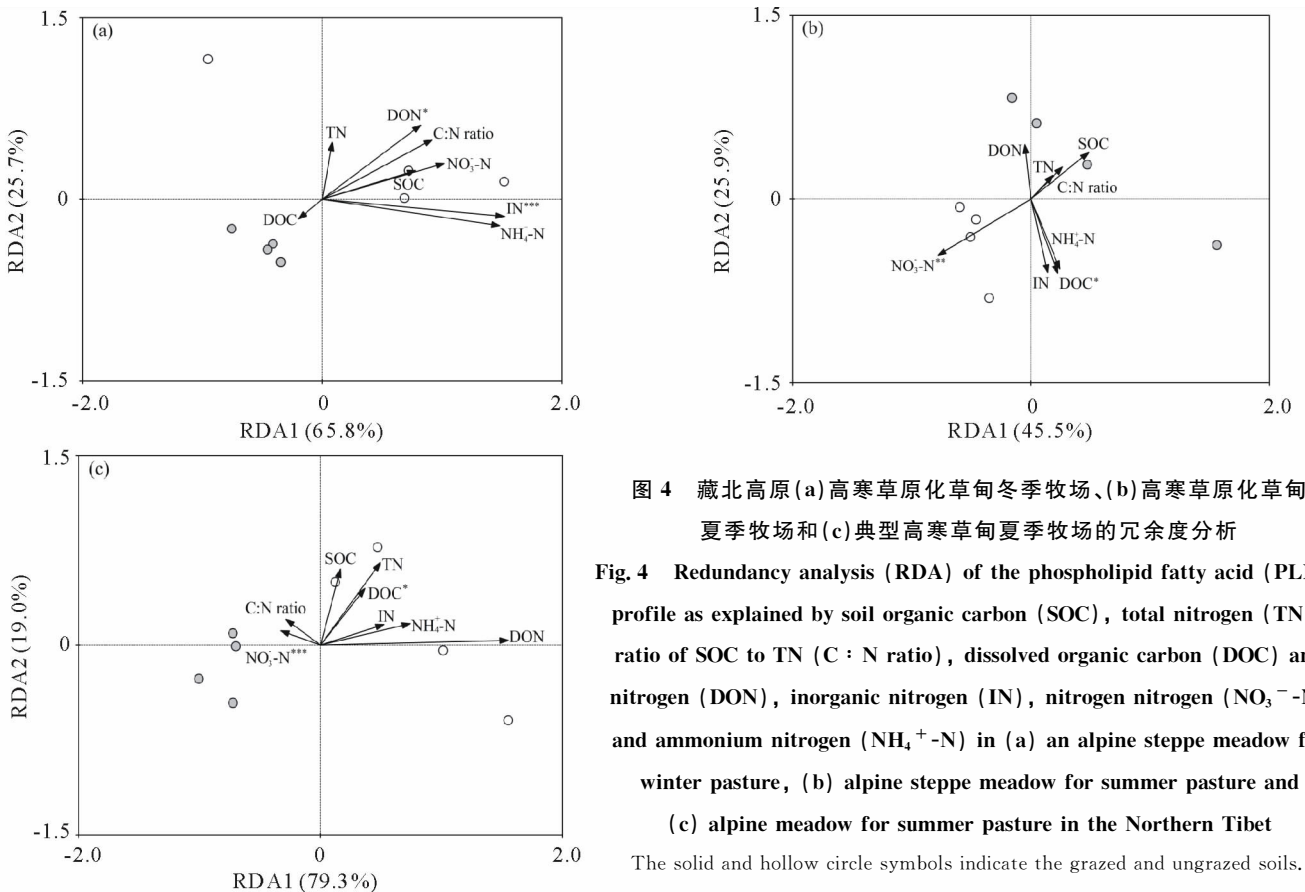 (a)
1.5
0
-1.5
-2.0
0
2.0
RDA2 (25.7%)
RDA1 (65.8%)
TN
DON*
C:N ratio
NO₃⁻-N
SOC
IN***
NH₄⁺-N
DOC
(b)
1.5
0
-1.5
-2.0
0
2.0
RDA2 (25.9%)
RDA1 (45.5%)
DON
SOC
TN
C:N ratio
NH₄⁺-N
NO₃⁻-N**
IN
DOC*
(c)
1.5
0
-1.5
-2.0
0
2.0
RDA2 (19.0%)
RDA1 (79.3%)
SOC
TN
DOC*
C:N ratio
IN
NH₄⁺-N
DON
NO₃⁻-N***
图 4 藏北高原(a)高寒草原化草甸冬季牧场、(b)高寒草原化草甸
夏季牧场和(c)典型高寒草甸夏季牧场的冗余度分析
Fig. 4 Redundancy analysis (RDA) of the phospholipid fatty acid (PLF
profile as explained by soil organic carbon (SOC), total nitrogen (TN
ratio of SOC to TN (C : N ratio), dissolved organic carbon (DOC) an
nitrogen (DON), inorganic nitrogen (IN), nitrogen nitrogen (NO₃⁻-N
and ammonium nitrogen (NH₄⁺-N) in (a) an alpine steppe meadow f
winter pasture, (b) alpine steppe meadow for summer pasture and
(c) alpine meadow for summer pasture in the Northern Tibet
The solid and hollow circle symbols indicate the grazed and ungrazed soils.